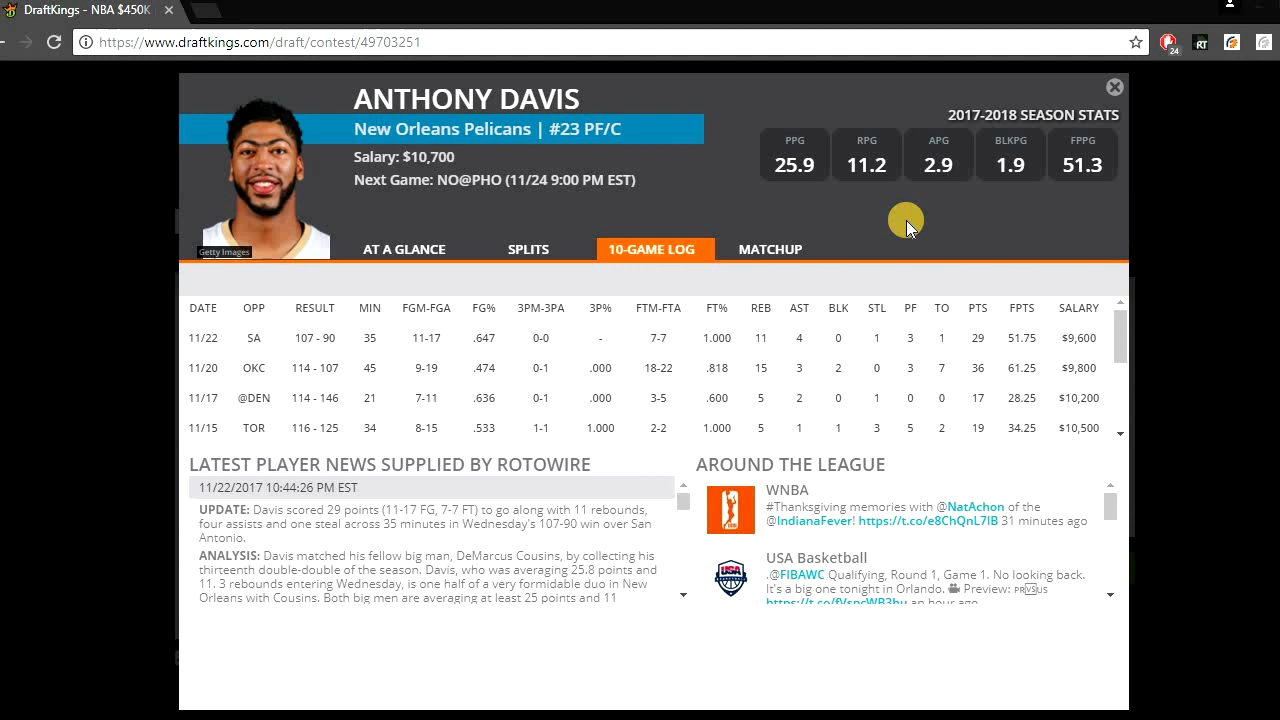 DraftKings - NBA $450K
https://www.draftkings.com/draft/contest/49703251
24
RT
ANTHONY DAVIS
New Orleans Pelicans | #23 PF/C
Salary: $10,700
Next Game: NO@PHO (11/24 9:00 PM EST)
2017-2018 SEASON STATS
PPG RPG APG BLKPG FPPG
25.9 11.2 2.9 1.9 51.3
Getty Images
AT A GLANCE SPLITS 10-GAME LOG MATCHUP
DATE OPP RESULT MIN FGM-FGA FG% 3PM-3PA 3P% FTM-FTA FT% REB AST BLK STL PF TO PTS FPTS SALARY
11/22 SA 107 - 90 35 11-17 .647 0-0 - 7-7 1.000 11 4 0 1 3 1 29 51.75 $9,600
11/20 OKC 114 - 107 45 9-19 .474 0-1 .000 18-22 .818 15 3 2 0 3 7 36 61.25 $9,800
11/17 @DEN 114 - 146 21 7-11 .636 0-1 .000 3-5 .600 5 2 0 1 0 0 17 28.25 $10,200
11/15 TOR 116 - 125 34 8-15 .533 1-1 1.000 2-2 1.000 5 1 1 3 5 2 19 34.25 $10,500
LATEST PLAYER NEWS SUPPLIED BY ROTOWIRE
11/22/2017 10:44:26 PM EST
UPDATE: Davis scored 29 points (11-17 FG, 7-7 FT) to go along with 11 rebounds,
four assists and one steal across 35 minutes in Wednesday's 107-90 win over San
Antonio.
ANALYSIS: Davis matched his fellow big man, DeMarcus Cousins, by collecting his
thirteenth double-double of the season. Davis, who was averaging 25.8 points and
11. 3 rebounds entering Wednesday, is one half of a very formidable duo in New
Orleans with Cousins. Both big men are averaging at least 25 points and 11
AROUND THE LEAGUE
WNBA
#Thanksgiving memories with @NatAchon of the
@IndianaFever! https://t.co/e8ChQnL7IB 31 minutes ago
USA Basketball
.@FIBAWC Qualifying, Round 1, Game 1. No looking back.
It's a big one tonight in Orlando. Preview:
an hour ago